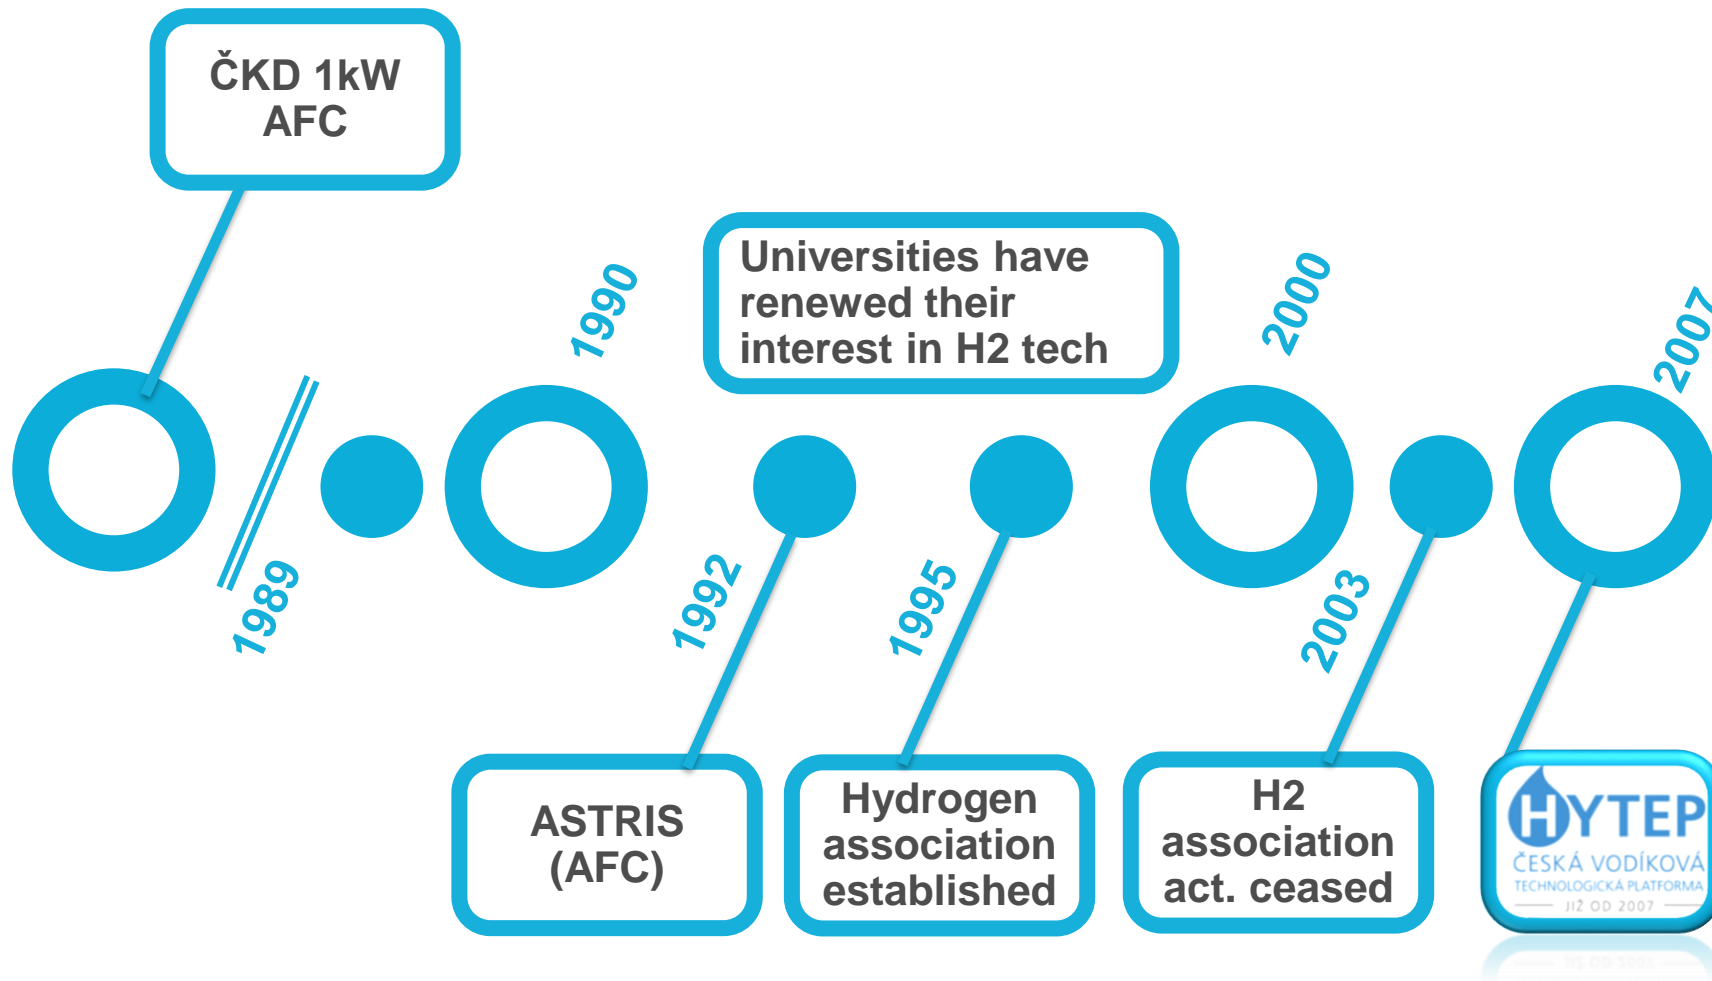 ČKD 1kW
AFC
1989
1990
Universities have
renewed their
interest in H2 tech
1992
ASTRIS
(AFC)
1995
Hydrogen
association
established
2000
2003
H2
association
act. ceased
2007
HYTEP
ČESKÁ VODÍKOVÁ
TECHNOLOGICKÁ PLATFORMA
JIŽ OD 2007